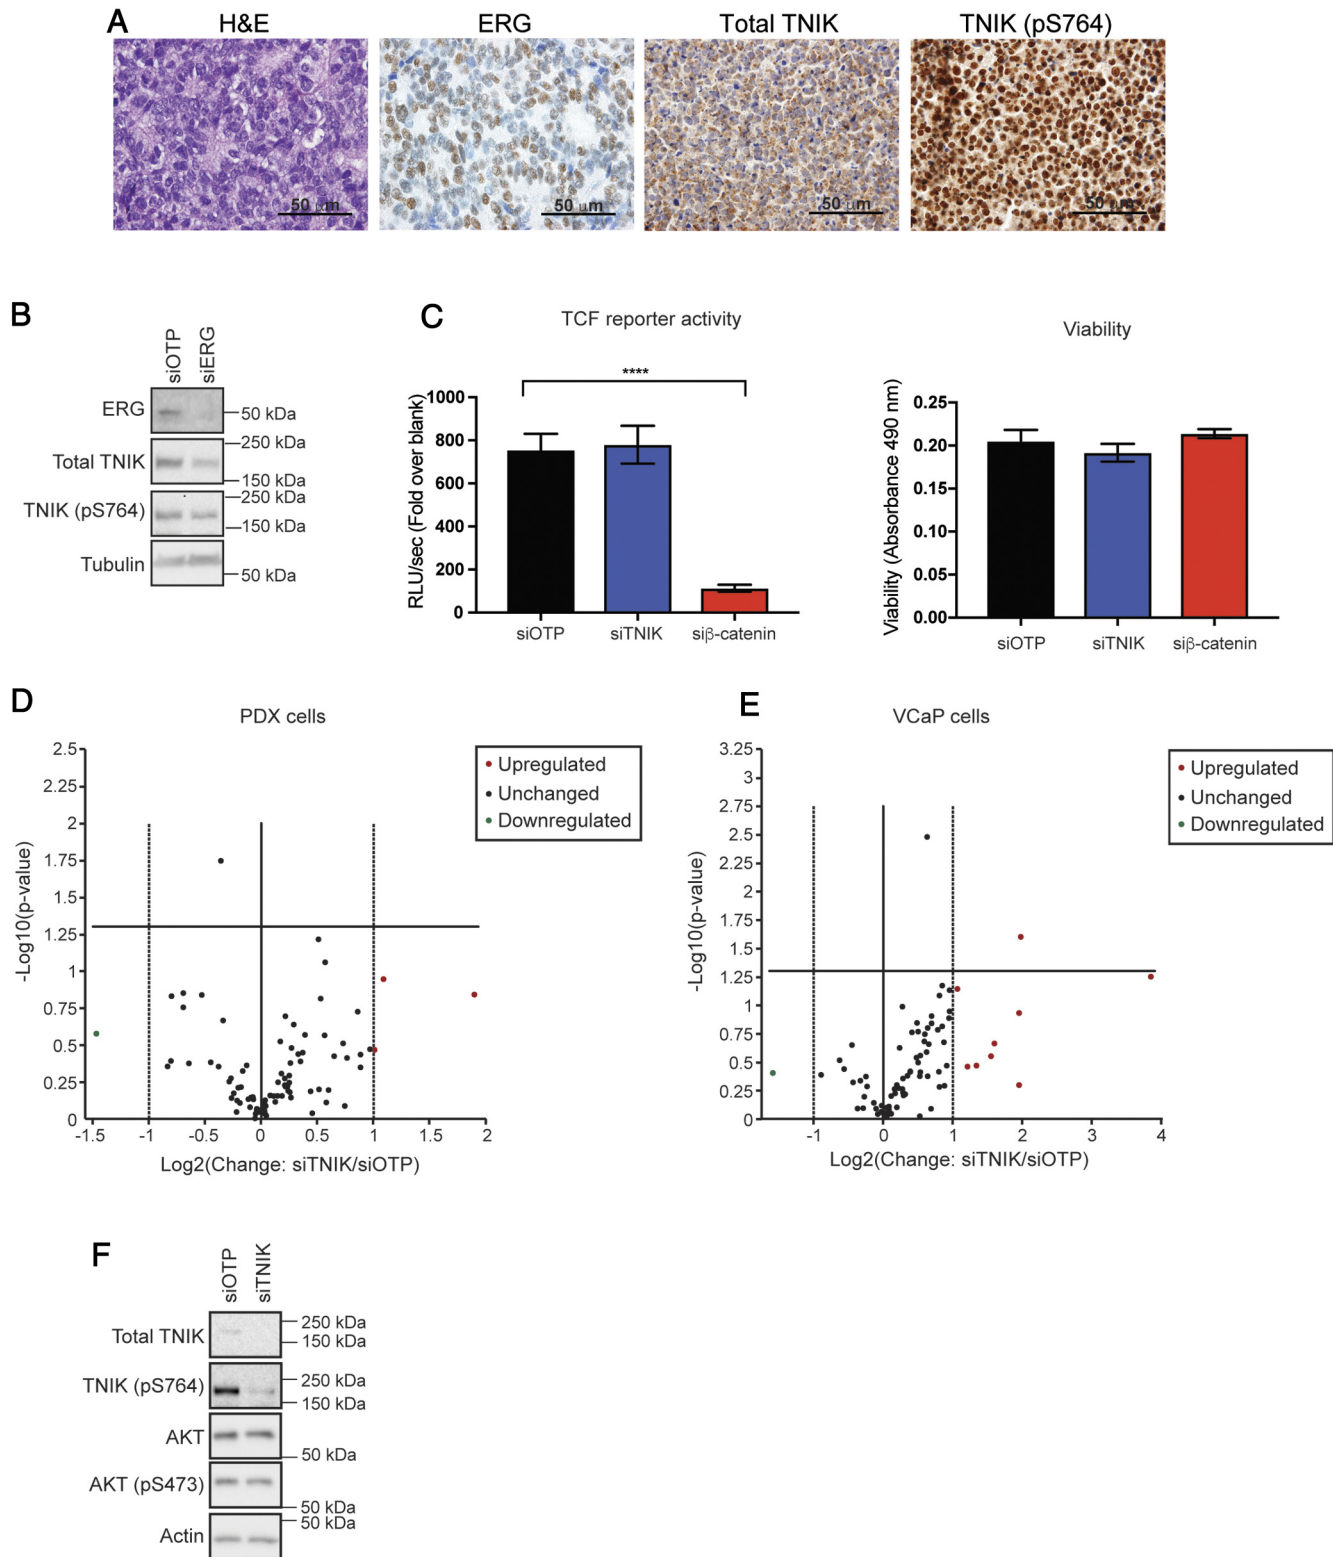 A
H&E
ERG
Total TNIK
TNIK (pS764)
50 µm
50 µm
50 µm
50 µm
B
siOTP
siERG
ERG
50 kDa
250 kDa
Total TNIK
150 kDa
250 kDa
TNIK (pS764)
150 kDa
Tubulin
50 kDa
C
TCF reporter activity
****
RLU/sec (Fold over blank)
1000
800
600
400
200
0
siOTP
siTNIK
siβ-catenin
Viability
Viability (Absorbance 490 nm)
0.25
0.20
0.15
0.10
0.05
0.00
siOTP
siTNIK
siβ-catenin
D
PDX cells
-Log10(p-value)
2.5
2.25
2
1.75
1.5
1.25
1
0.75
0.5
0.25
0
-1.5
-1
-0.5
0
0.5
1
1.5
2
Log2(Change: siTNIK/siOTP)
Upregulated
Unchanged
Downregulated
E
VCaP cells
-Log10(p-value)
3.25
3
2.75
2.5
2.25
2
1.75
1.5
1.25
1
0.75
0.5
0.25
0
-1
0
1
2
3
4
Log2(Change: siTNIK/siOTP)
Upregulated
Unchanged
Downregulated
F
siOTP
siTNIK
Total TNIK
250 kDa
150 kDa
TNIK (pS764)
250 kDa
150 kDa
AKT
50 kDa
AKT (pS473)
50 kDa
50 kDa
Actin